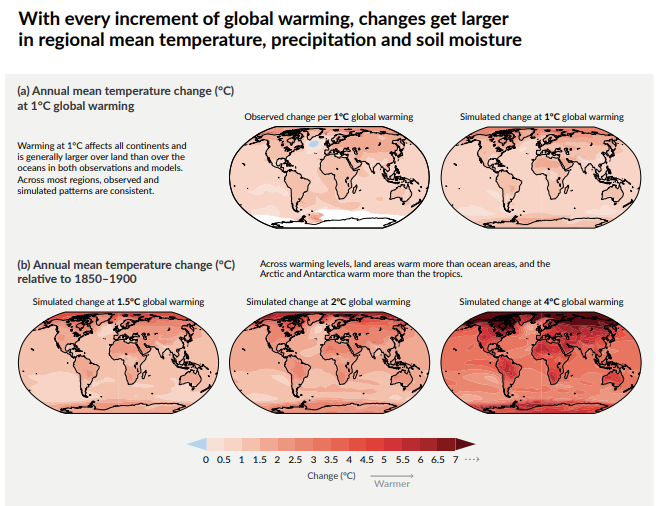 With every increment of global warming, changes get larger
in regional mean temperature, precipitation and soil moisture
(a) Annual mean temperature change (°C)
at 1°C global warming
Warming at 1°C affects all continents and
is generally larger over land than over the
oceans in both observations and models.
Across most regions, observed and
simulated patterns are consistent.
Observed change per 1°C global warming
Simulated change at 1°C global warming
(b) Annual mean temperature change (°C)
relative to 1850–1900
Across warming levels, land areas warm more than ocean areas, and the
Arctic and Antarctica warm more than the tropics.
Simulated change at 1.5°C global warming
Simulated change at 2°C global warming
Simulated change at 4°C global warming
0 0.5 1 1.5 2 2.5 3 3.5 4 4.5 5 5.5 6 6.5 7
Change (°C)
Warmer